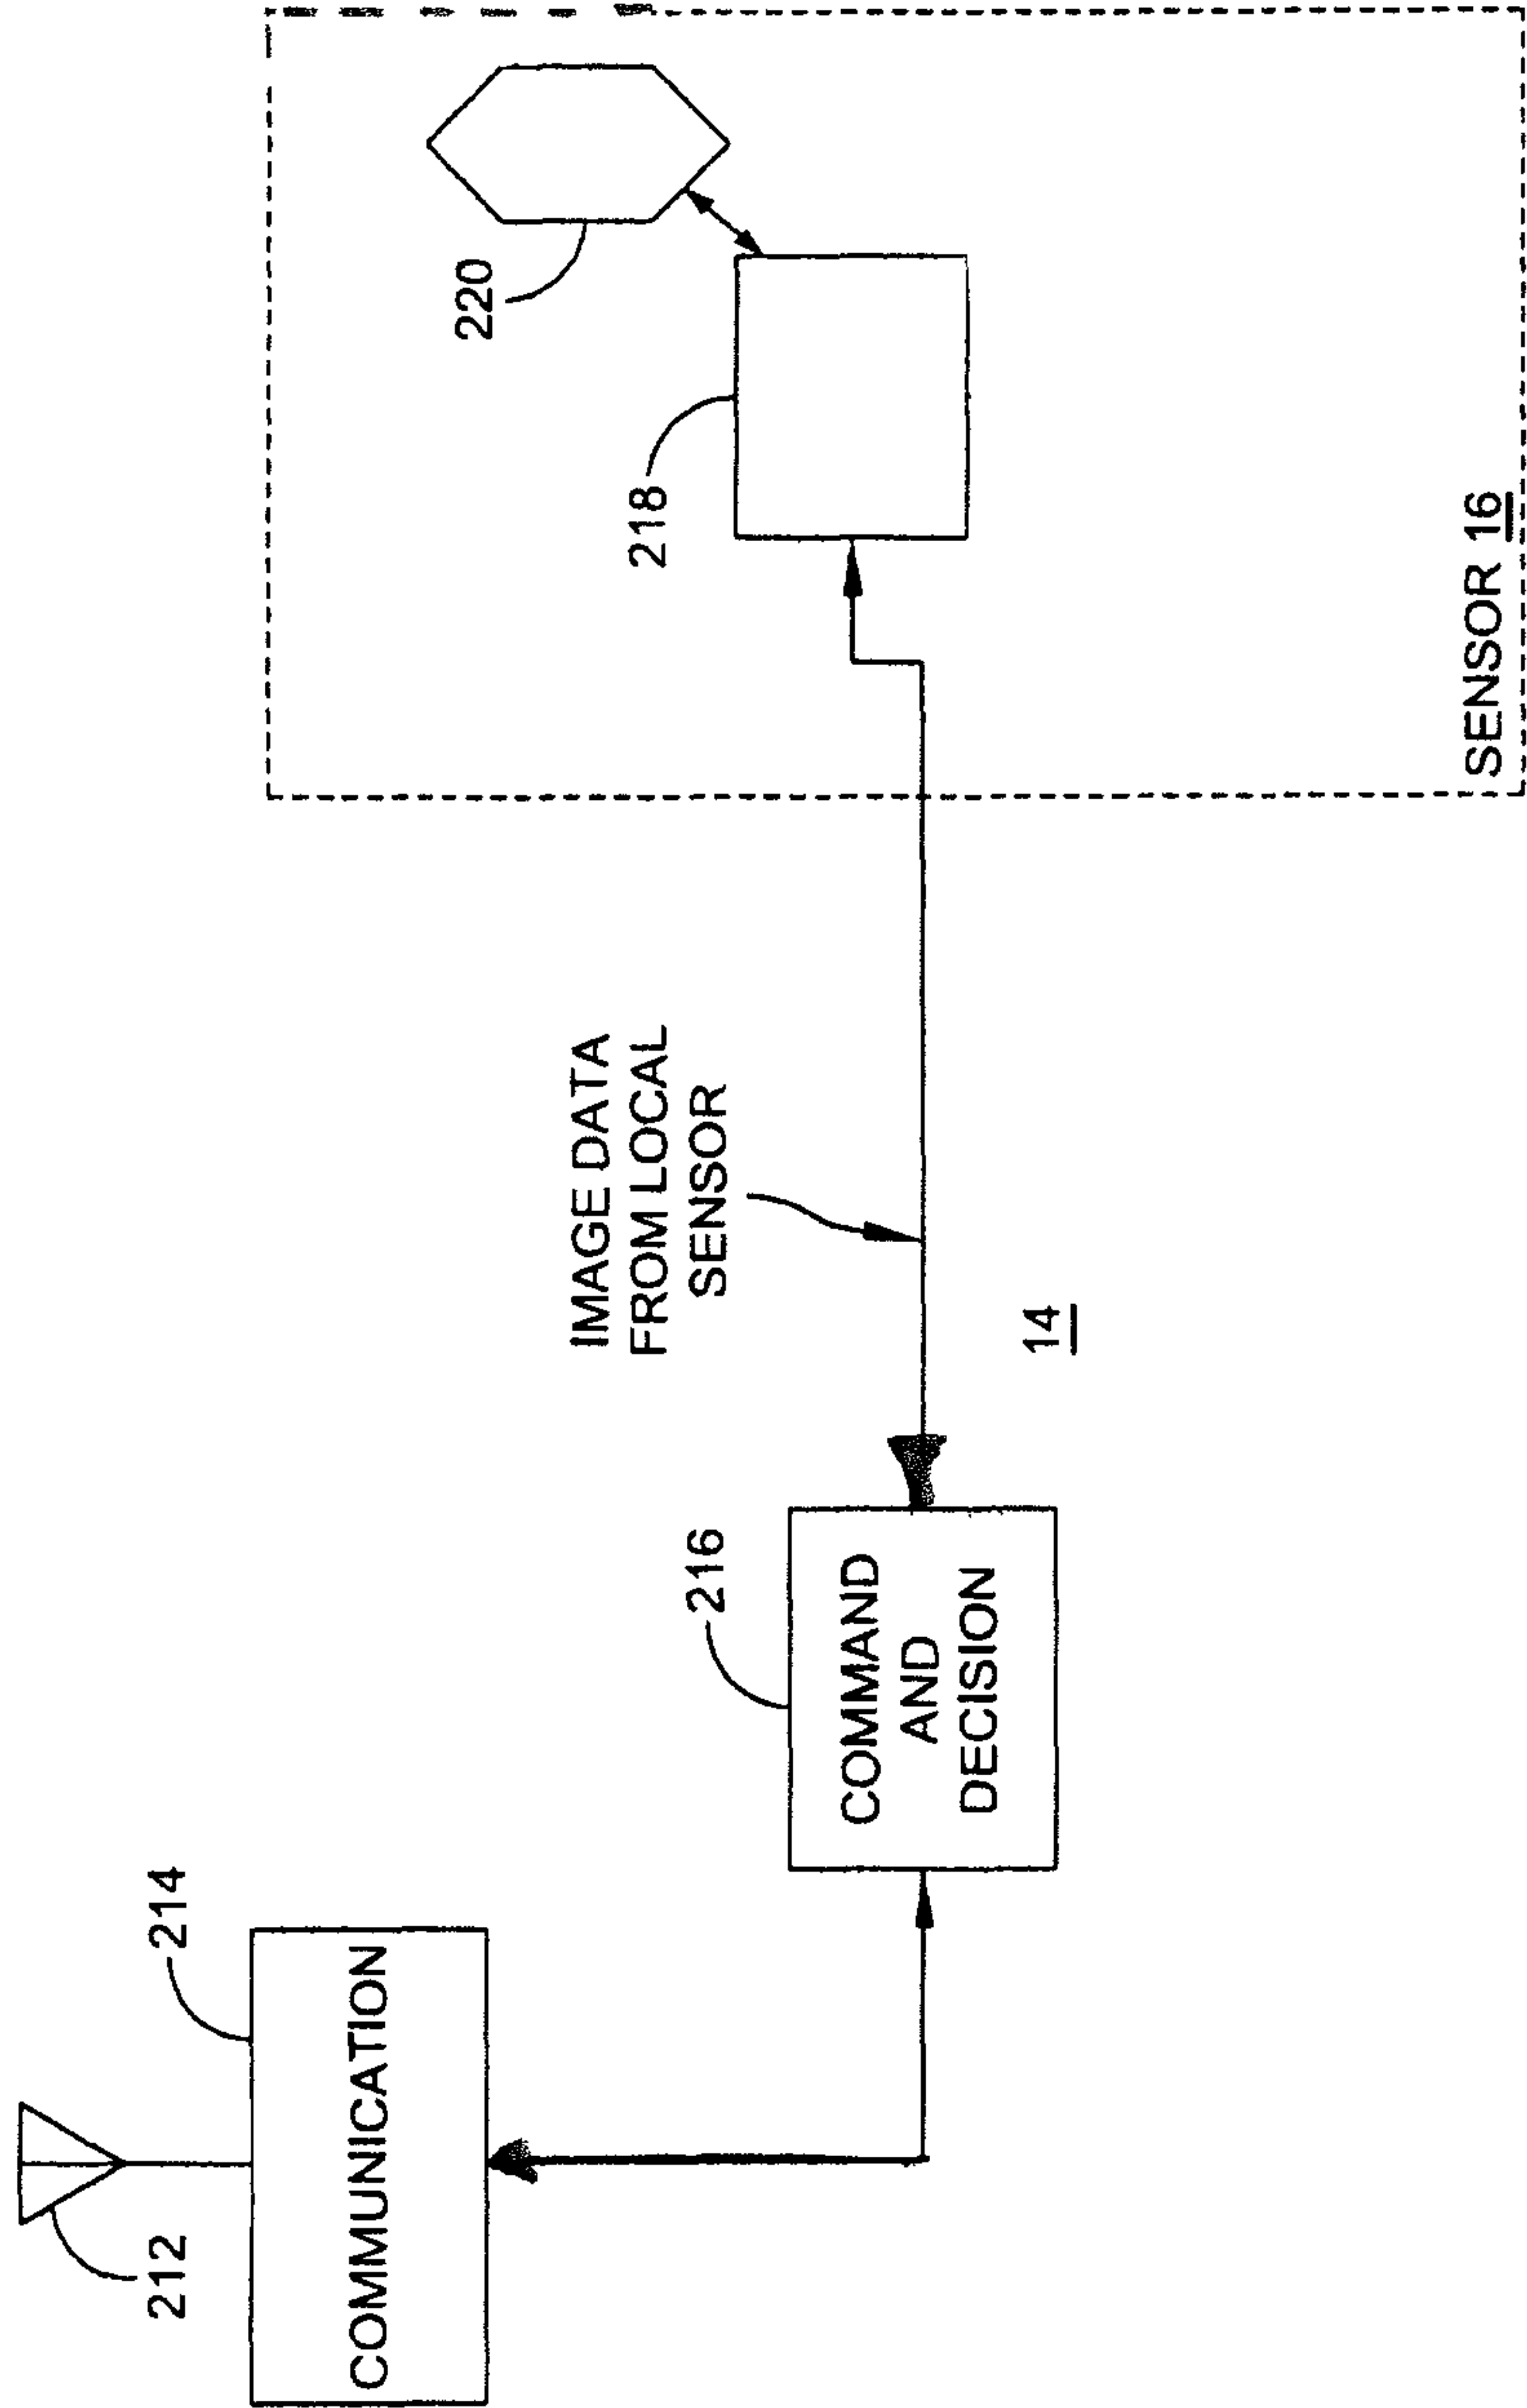 212
214
COMMUNICATION
216
COMMAND
AND
DECISION
IMAGE DATA
FROM LOCAL
SENSOR
14
218
220
SENSOR 16